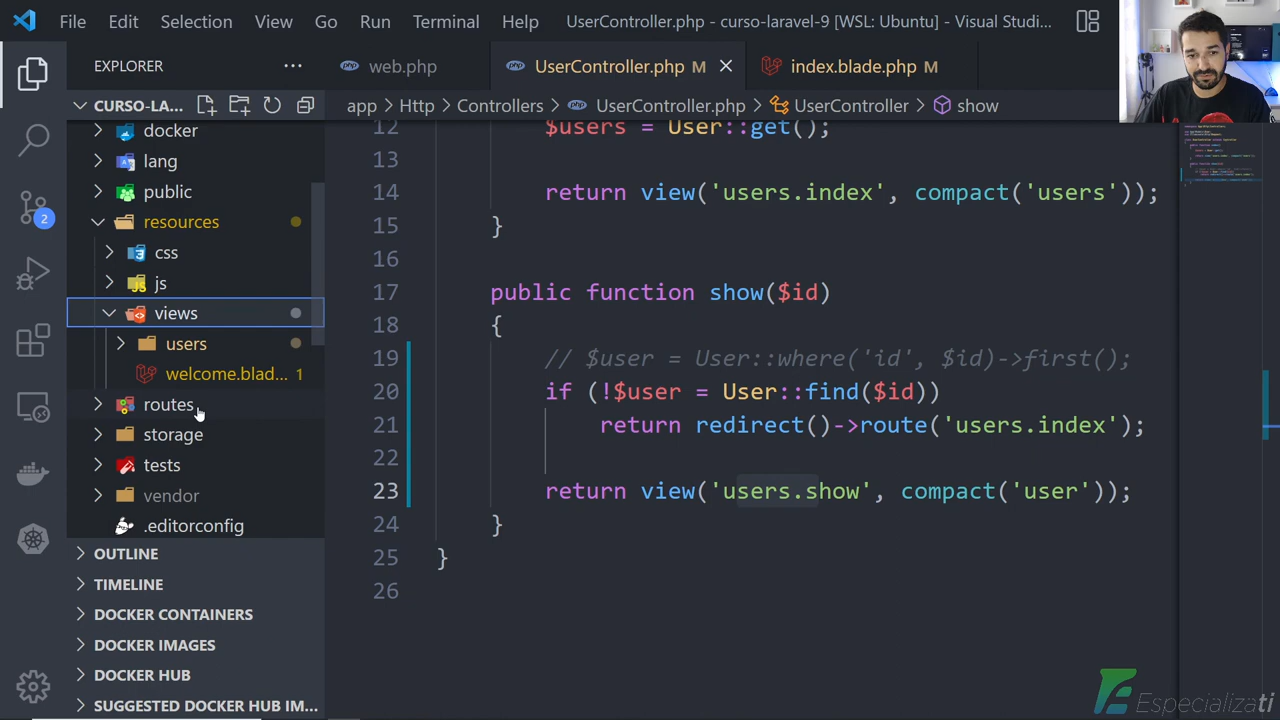 File Edit Selection View Go Run Terminal Help UserController.php - curso-laravel-9 [WSL: Ubuntu] - Visual Studi...
EXPLORER
web.php
UserController.php M
index.blade.php M
CURSO-LA...
app > Http > Controllers > UserController.php > UserController > show
docker
lang
public
resources
css
js
views
users
welcome.blad... 1
routes
storage
tests
vendor
.editorconfig
OUTLINE
TIMELINE
DOCKER CONTAINERS
DOCKER IMAGES
DOCKER HUB
SUGGESTED DOCKER HUB IM...
2
12 $users = User::get();
13
14 return view('users.index', compact('users'));
15 }
16
17 public function show($id)
18 {
19 // $user = User::where('id', $id)->first();
20 if (!$user = User::find($id))
21 return redirect()->route('users.index');
22
23 return view('users.show', compact('user'));
24 }
25 }
26
Especializati